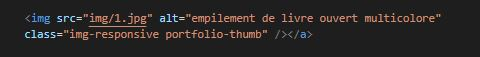 <img src="img/1.jpg" alt="empilement de livre ouvert multicolore"
class="img-responsive portfolio-thumb" /></a>